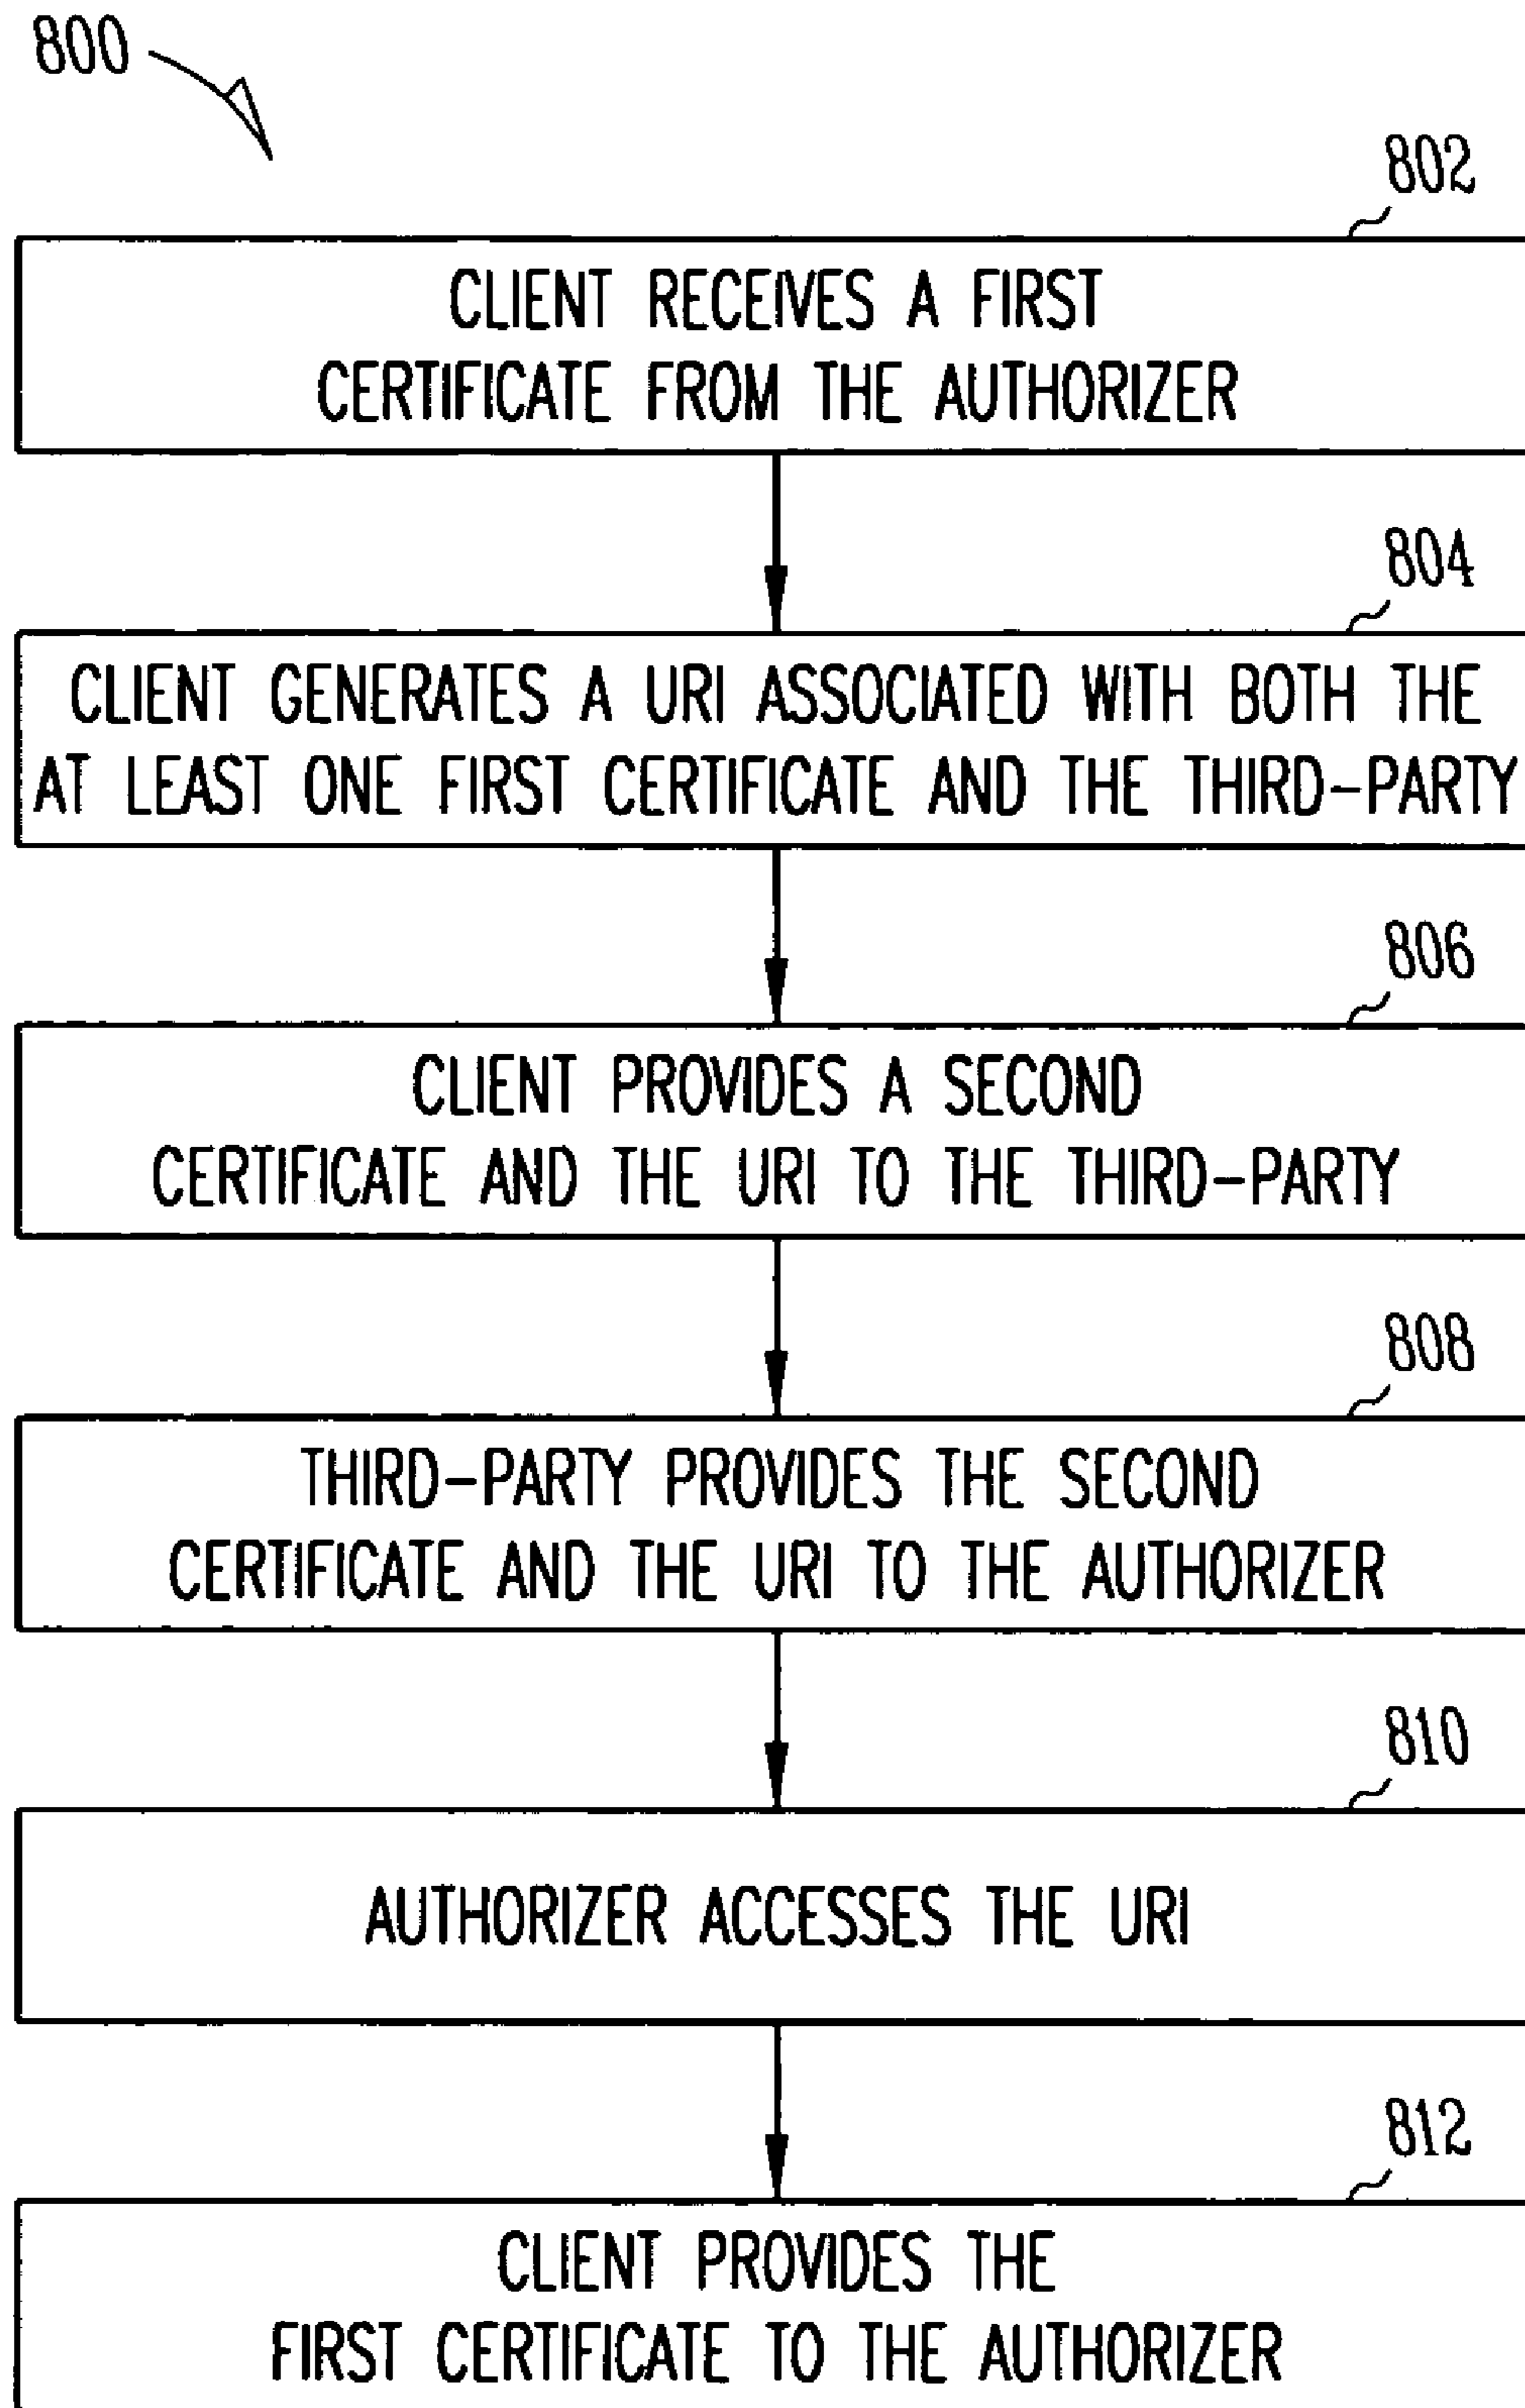 800
802
CLIENT RECEIVES A FIRST
CERTIFICATE FROM THE AUTHORIZER
804
CLIENT GENERATES A URI ASSOCIATED WITH BOTH THE
AT LEAST ONE FIRST CERTIFICATE AND THE THIRD-PARTY
806
CLIENT PROVIDES A SECOND
CERTIFICATE AND THE URI TO THE THIRD-PARTY
808
THIRD-PARTY PROVIDES THE SECOND
CERTIFICATE AND THE URI TO THE AUTHORIZER
810
AUTHORIZER ACCESSES THE URI
812
CLIENT PROVIDES THE
FIRST CERTIFICATE TO THE AUTHORIZER